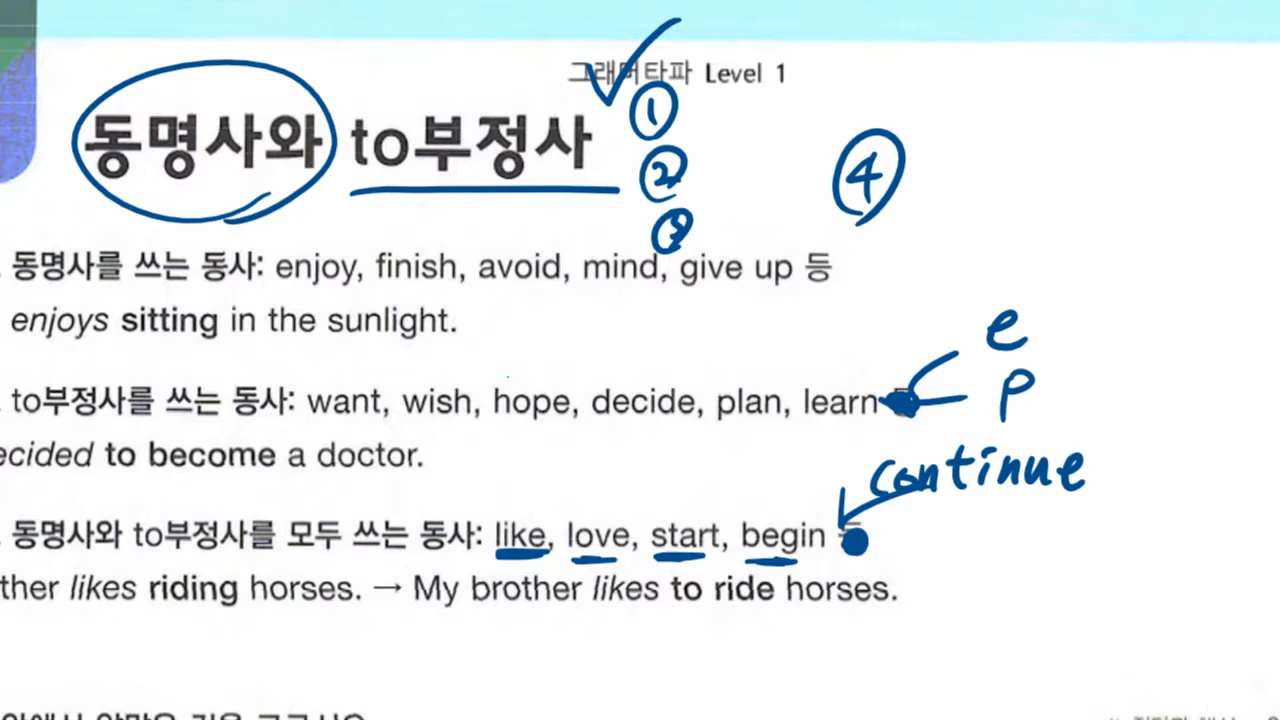 그래머타파 Level 1
동명사와 to부정사
①
②
③
④
동명사를 쓰는 동사: enjoy, finish, avoid, mind, give up 등
enjoys sitting in the sunlight.
e
to부정사를 쓰는 동사: want, wish, hope, decide, plan, learn
p
ecided to become a doctor.
continue
동명사와 to부정사를 모두 쓰는 동사: like, love, start, begin
ther likes riding horses. → My brother likes to ride horses.